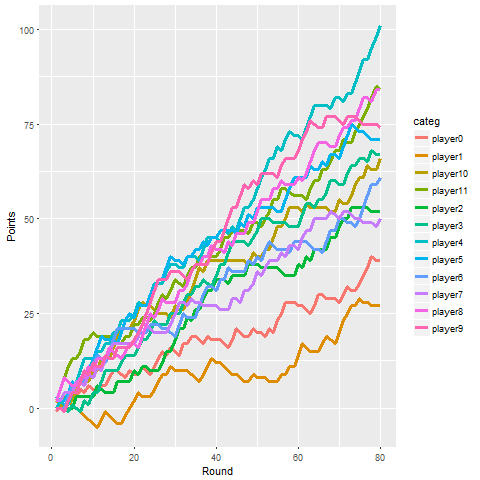 100
75
50
25
0
Points
0
20
40
60
80
Round
categ
player0
player1
player10
player11
player2
player3
player4
player5
player6
player7
player8
player9